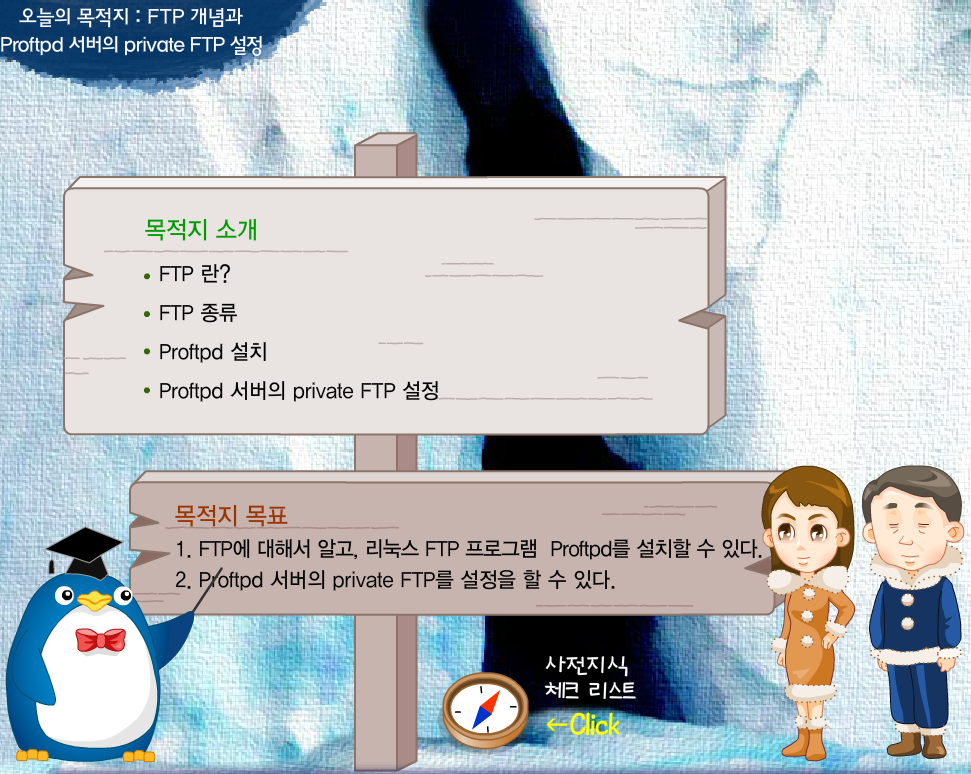 오늘의 목적지 : FTP 개념과
Proftpd 서버의 private FTP 설정
목적지 소개
• FTP 란?
• FTP 종류
• Proftpd 설치
• Proftpd 서버의 private FTP 설정
목적지 목표
1. FTP에 대해서 알고, 리눅스 FTP 프로그램 Proftpd를 설치할 수 있다.
2. Proftpd 서버의 private FTP를 설정을 할 수 있다.
사전지식
체크 리스트
←Click